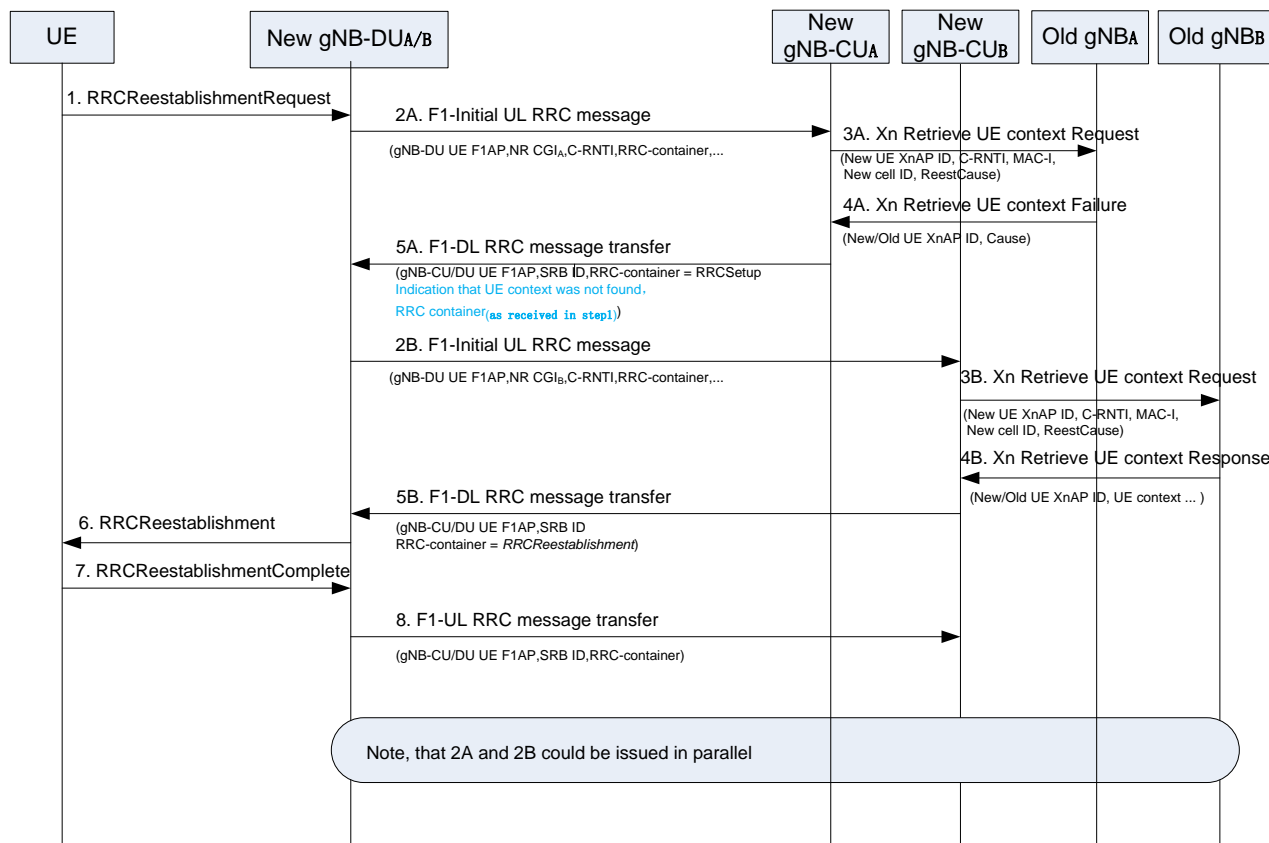 UE
New gNB-DUA/B
New
gNB-CUA
New
gNB-CUB
Old gNBA
Old gNBB
1. RRCReestablishmentRequest
2A. F1-Initial UL RRC message
(gNB-DU UE F1AP,NR CGIA,C-RNTI,RRC-container,...
3A. Xn Retrieve UE context Request
(New UE XnAP ID, C-RNTI, MAC-I,
New cell ID, ReestCause)
4A. Xn Retrieve UE context Failure
(New/Old UE XnAP ID, Cause)
5A. F1-DL RRC message transfer
(gNB-CU/DU UE F1AP,SRB ID,RRC-container = RRCSetup
Indication that UE context was not found,
RRC container(as received in step1))
2B. F1-Initial UL RRC message
(gNB-DU UE F1AP,NR CGIB,C-RNTI,RRC-container,...
3B. Xn Retrieve UE context Request
(New UE XnAP ID, C-RNTI, MAC-I,
New cell ID, ReestCause)
4B. Xn Retrieve UE context Response
(New/Old UE XnAP ID, UE context ... )
5B. F1-DL RRC message transfer
(gNB-CU/DU UE F1AP,SRB ID
RRC-container = RRCReestablishment)
6. RRCReestablishment
7. RRCReestablishmentComplete
8. F1-UL RRC message transfer
(gNB-CU/DU UE F1AP,SRB ID,RRC-container)
Note, that 2A and 2B could be issued in parallel